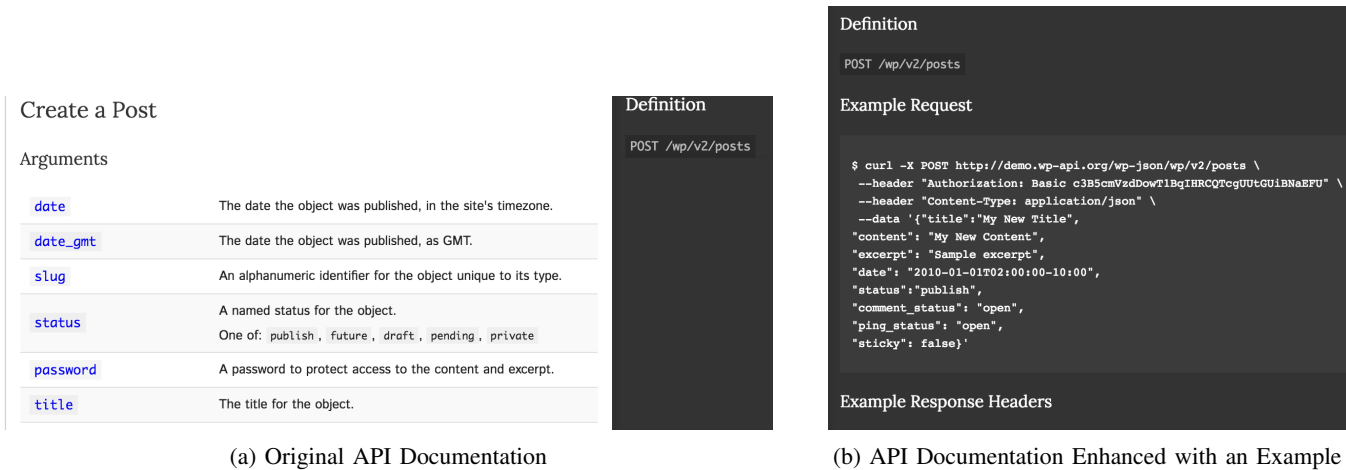 Create a Post
Arguments
date The date the object was published, in the site's timezone.
date_gmt The date the object was published, as GMT.
slug An alphanumeric identifier for the object unique to its type.
status A named status for the object.
One of: publish , future , draft , pending , private
password A password to protect access to the content and excerpt.
title The title for the object.
Definition
POST /wp/v2/posts
(a) Original API Documentation
Definition
POST /wp/v2/posts
Example Request
$ curl -X POST http://demo.wp-api.org/wp-json/wp/v2/posts \
--header "Authorization: Basic c3B5cmVzdDowT1BqIHRCQTcgUUtGUiBNaEFU" \
--header "Content-Type: application/json" \
--data '{"title":"My New Title",
"content": "My New Content",
"excerpt": "Sample excerpt",
"date": "2010-01-01T02:00:00-10:00",
"status":"publish",
"comment_status": "open",
"ping_status": "open",
"sticky": false}'
Example Response Headers
(b) API Documentation Enhanced with an Example